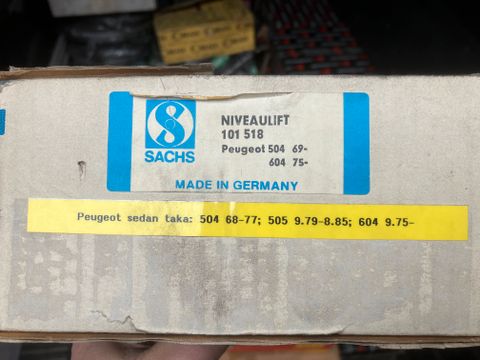 SACHS
NIVEAULIFT
101 518
Peugeot 504 69-
604 75-
MADE IN GERMANY
Peugeot sedan taka: 504 68-77; 505 9.79-8.85; 604 9.75-